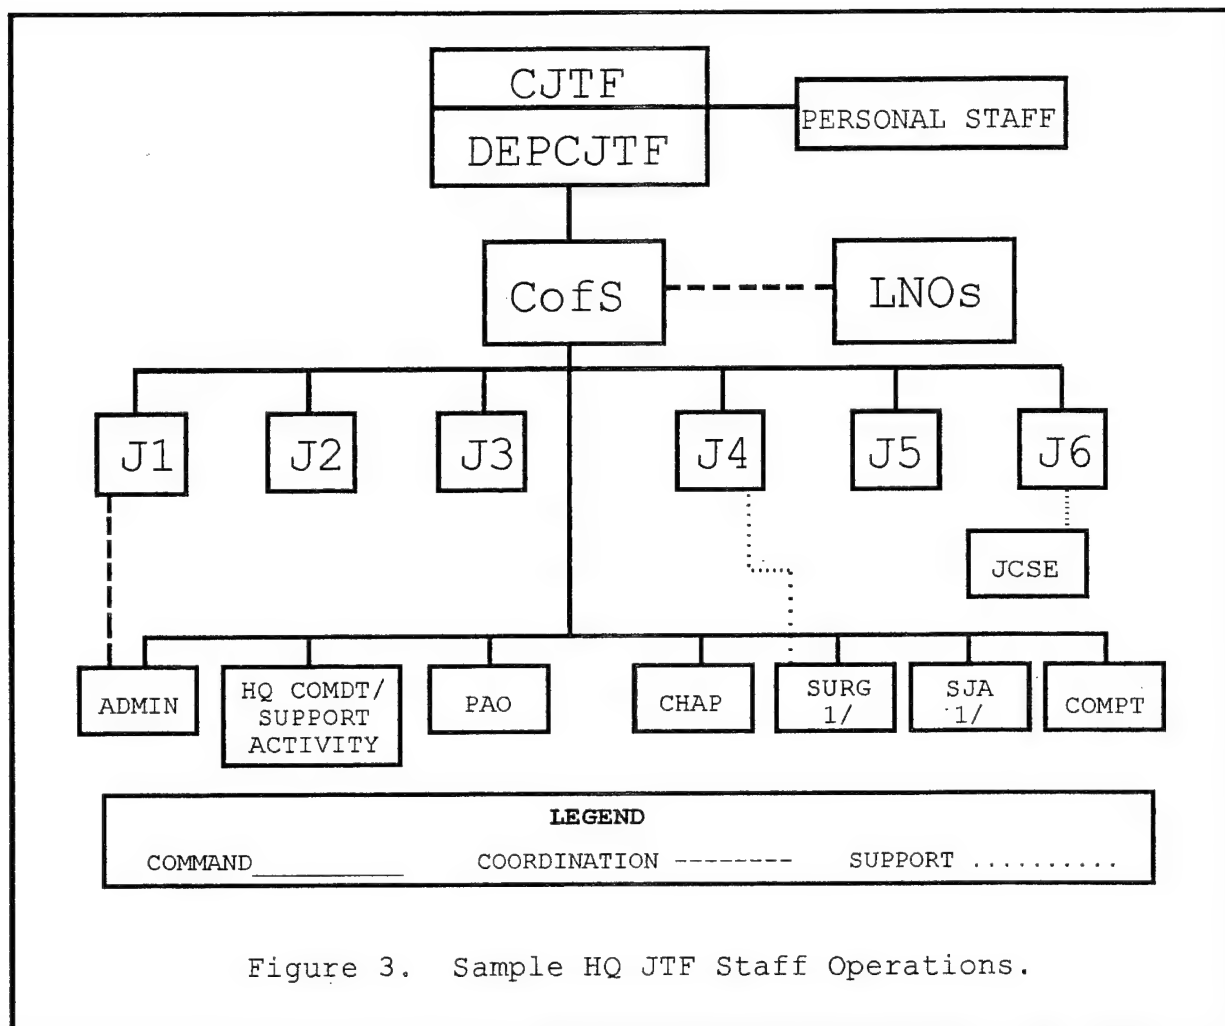 CJTF
DEPCJTF
PERSONAL STAFF
CofS
LNOs
J1
J2
J3
J4
J5
J6
JCSE
ADMIN
HQ COMDT/
SUPPORT
ACTIVITY
PAO
CHAP
SURG
1/
SJA
1/
COMPT
LEGEND
COMMAND___________ COORDINATION -------- SUPPORT ..........
Figure 3. Sample HQ JTF Staff Operations.